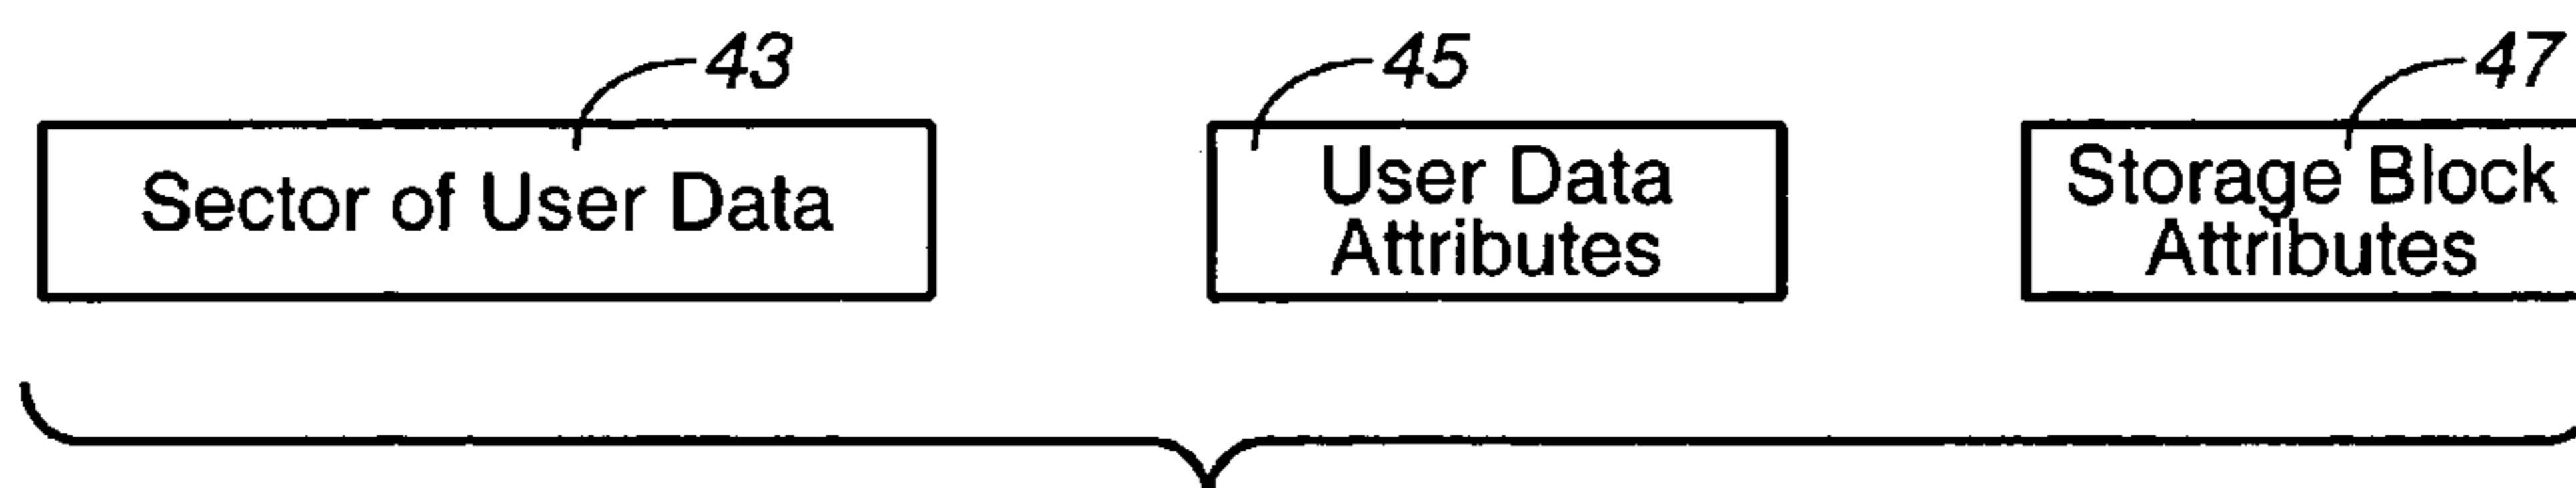 43
45
47
Sector of User Data
User Data
Attributes
Storage Block
Attributes